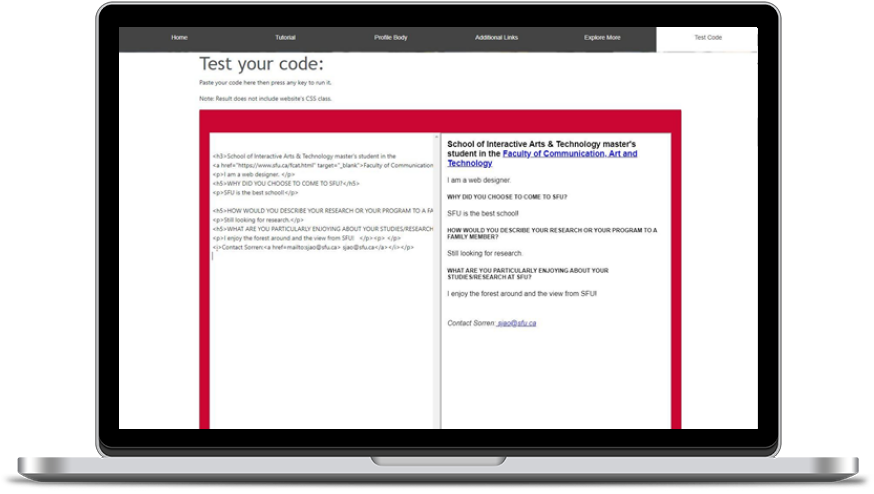 Home Tutorial Profile Body Additional Links Explore More Test Code
Test your code:
Paste your code here then press any key to run it.
Note: Result does not include website's CSS class.
<h3>School of Interactive Arts & Technology master's student in the
<a href="https://www.sfu.ca/fcat.html" target="_blank">Faculty of Communication
<p>I am a web designer. </p>
<h5>WHY DID YOU CHOOSE TO COME TO SFU?</h5>
<p>SFU is the best school!</p>
<h5>HOW WOULD YOU DESCRIBE YOUR RESEARCH OR YOUR PROGRAM TO A FA
<p>Still looking for research.</p>
<h5>WHAT ARE YOU PARTICULARLY ENJOYING ABOUT YOUR STUDIES/RESEARCH
<p>I enjoy the forest around and the view from SFU! </p><p> </p>
<i>Contact Sorren:<a href=mailto:sjao@sfu.ca> sjao@sfu.ca</a></i></p>
School of Interactive Arts & Technology master's
student in the Faculty of Communication, Art and
Technology
I am a web designer.
WHY DID YOU CHOOSE TO COME TO SFU?
SFU is the best school!
HOW WOULD YOU DESCRIBE YOUR RESEARCH OR YOUR PROGRAM TO A
FAMILY MEMBER?
Still looking for research.
WHAT ARE YOU PARTICULARLY ENJOYING ABOUT YOUR
STUDIES/RESEARCH AT SFU?
I enjoy the forest around and the view from SFU!
Contact Sorren: sjao@sfu.ca